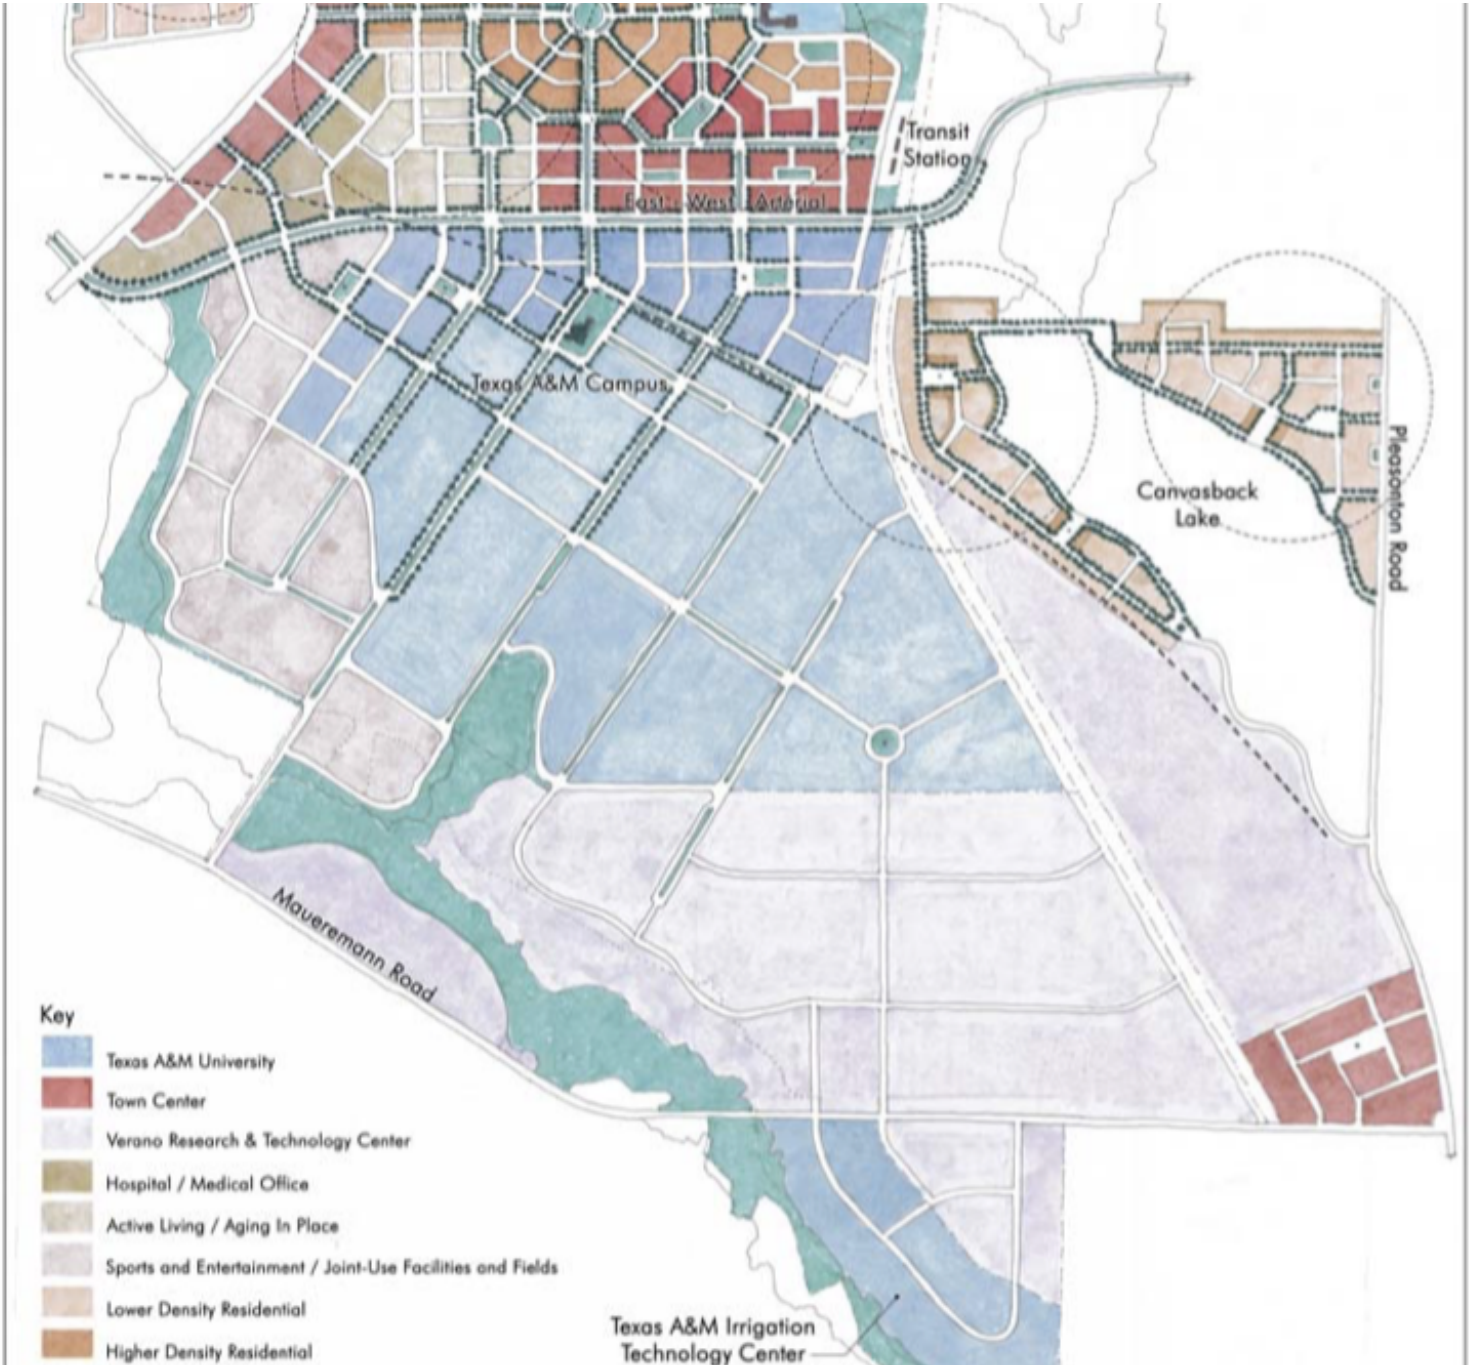 Transit
Station
East - West Arterial
Texas A&M Campus
Canvasback
Lake
Pleasonton Road
Maueremann Road
Key
Texas A&M University
Town Center
Verano Research & Technology Center
Hospital / Medical Office
Active Living / Aging In Place
Sports and Entertainment / Joint-Use Facilities and Fields
Lower Density Residential
Higher Density Residential
Texas A&M Irrigation
Technology Center